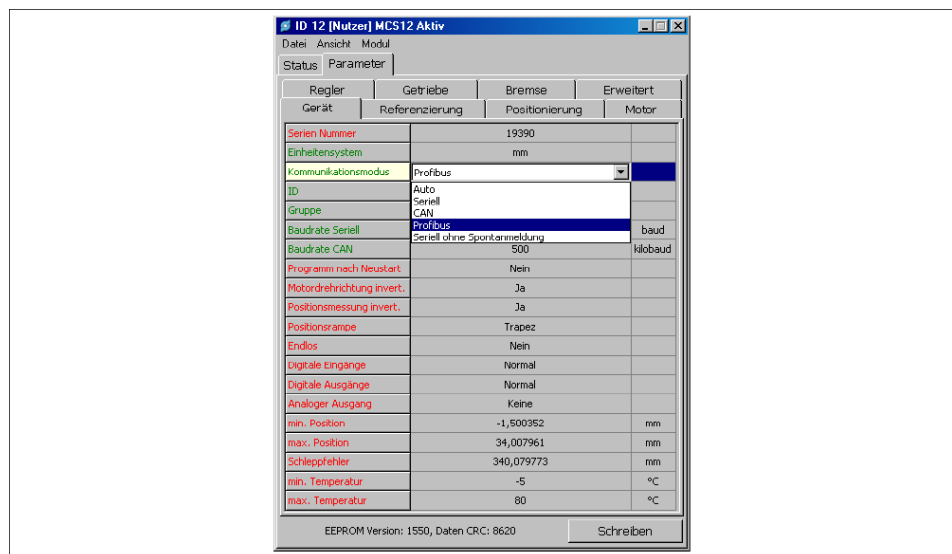 ID 12 [Nutzer] MCS12 Aktiv
Datei Ansicht Modul
Status Parameter
Regler Getriebe Bremse Erweitert
Gerät Referenzierung Positionierung Motor
Serien Nummer 19390
Einheitensystem mm
Kommunikationsmodus Profibus
ID Auto
Seriell
Gruppe CAN
Profibus
Baudrate Seriell baud
Seriell ohne Spontanmeldung
Baudrate CAN 500 kilobaud
Programm nach Neustart Nein
Motordrehrichtung invert. Ja
Positionsmessung invert. Ja
Positionsrampe Trapez
Endlos Nein
Digitale Eingänge Normal
Digitale Ausgänge Normal
Analoger Ausgang Keine
min. Position -1,500352 mm
max. Position 34,007961 mm
Schleppfehler 340,079773 mm
min. Temperatur -5 °C
max. Temperatur 80 °C
EEPROM Version: 1550, Daten CRC: 8620 Schreiben